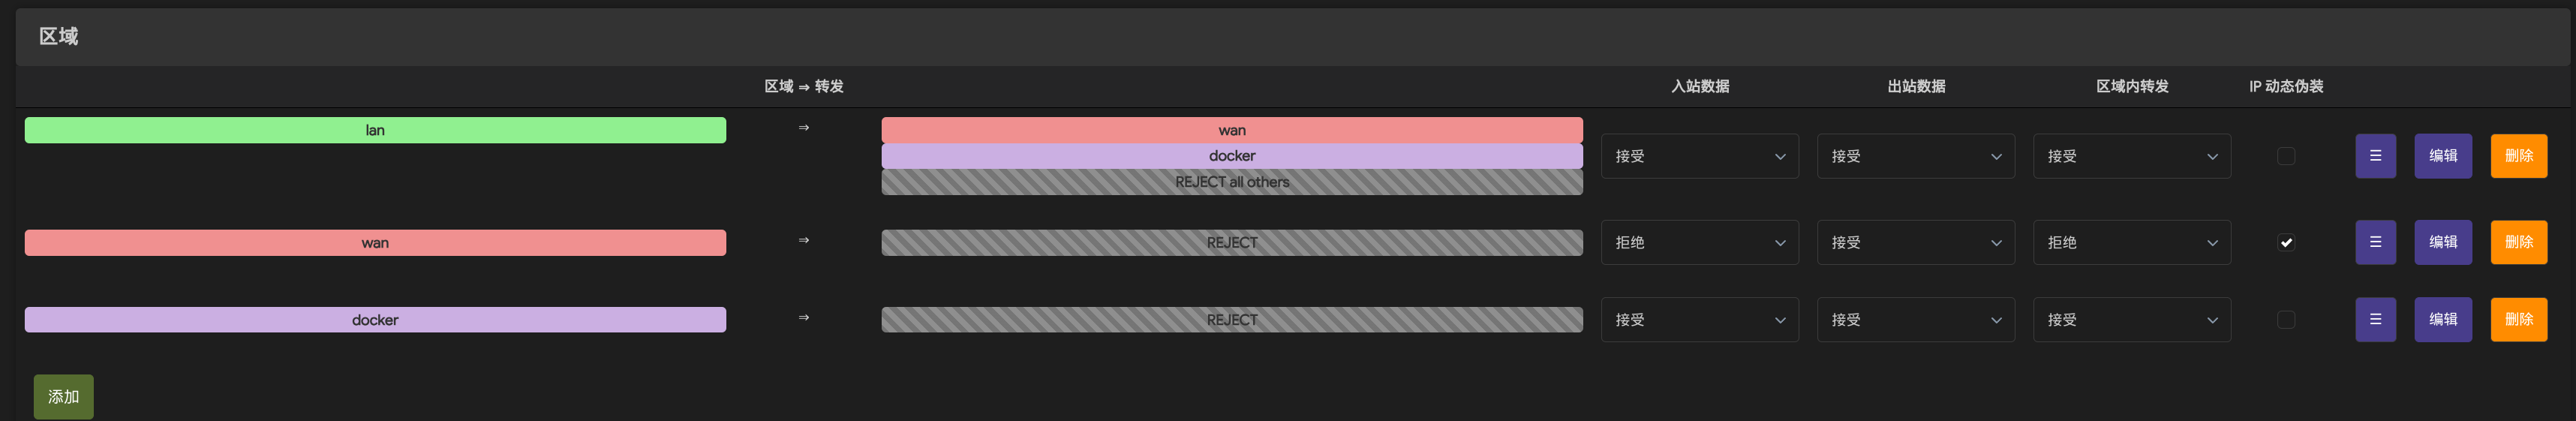 区域
区域 ⇒ 转发 入站数据 出站数据 区域内转发 IP 动态伪装
lan ⇒ wan
docker
REJECT all others
接受 接受 接受 ☰ 编辑 删除
wan ⇒ REJECT 拒绝 接受 拒绝 ☰ 编辑 删除
docker ⇒ REJECT 接受 接受 接受 ☰ 编辑 删除
添加